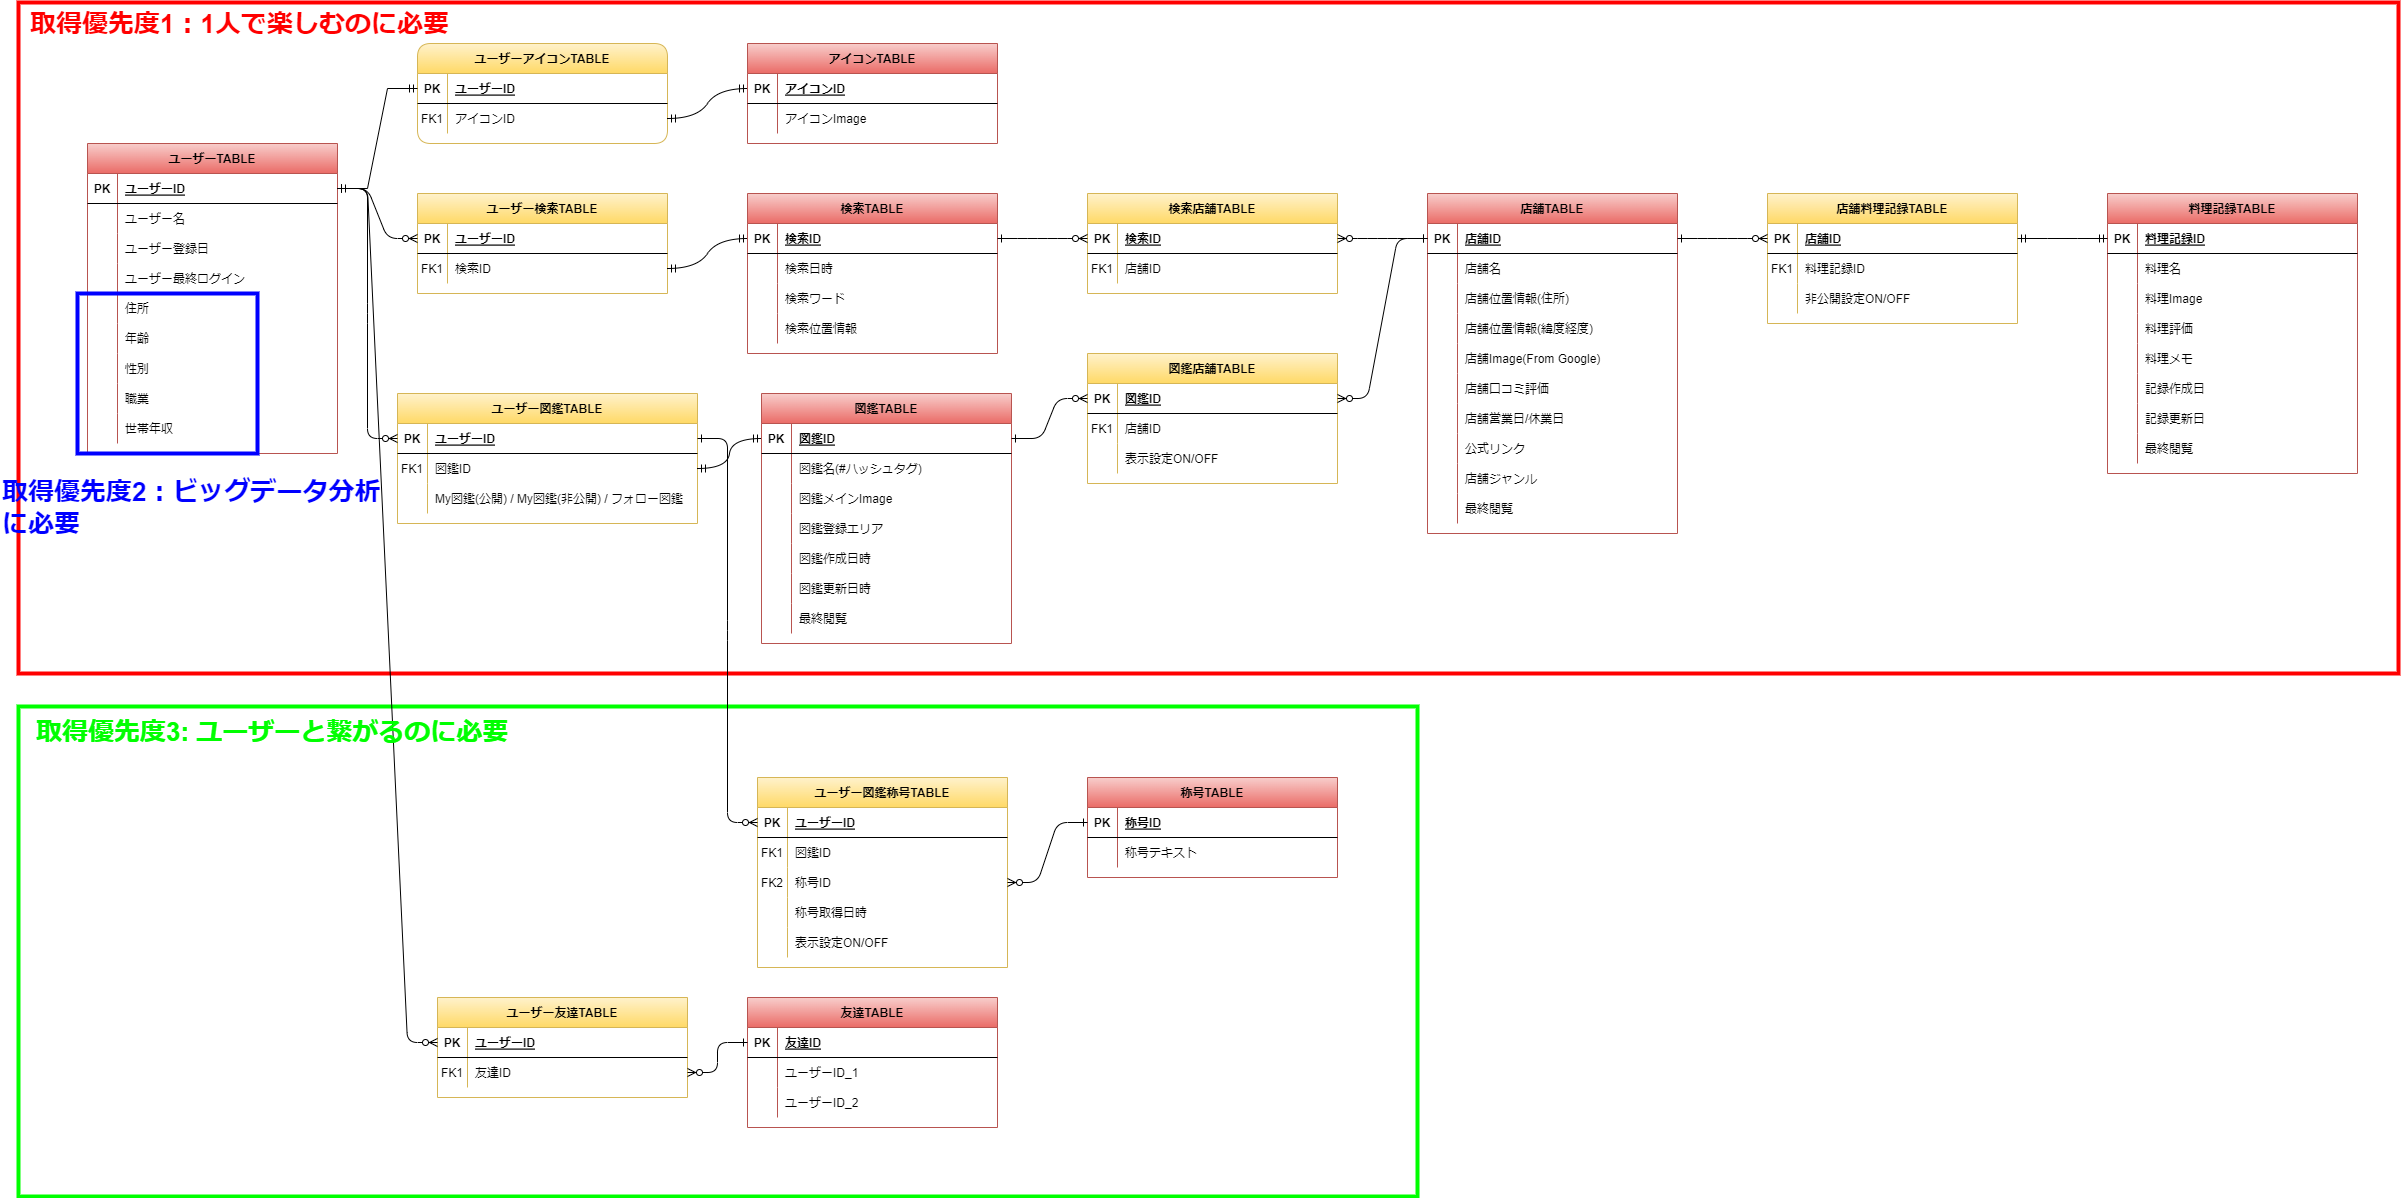 取得優先度1：1人で楽しむのに必要
ユーザーアイコンTABLE
PK ユーザーID
FK1 アイコンID
アイコンTABLE
PK アイコンID
アイコンImage
ユーザーTABLE
PK ユーザーID
ユーザー名
ユーザー登録日
ユーザー最終ログイン
住所
年齢
性別
職業
世帯年収
取得優先度2：ビッグデータ分析
に必要
ユーザー検索TABLE
PK ユーザーID
FK1 検索ID
検索TABLE
PK 検索ID
検索日時
検索ワード
検索位置情報
検索店舗TABLE
PK 検索ID
FK1 店舗ID
店舗TABLE
PK 店舗ID
店舗名
店舗位置情報(住所)
店舗位置情報(緯度経度)
店舗Image(From Google)
店舗口コミ評価
店舗営業日/休業日
公式リンク
店舗ジャンル
最終閲覧
店舗料理記録TABLE
PK 店舗ID
FK1 料理記録ID
非公開設定ON/OFF
料理記録TABLE
PK 料理記録ID
料理名
料理Image
料理評価
料理メモ
記録作成日
記録更新日
最終閲覧
ユーザー図鑑TABLE
PK ユーザーID
FK1 図鑑ID
My図鑑(公開) / My図鑑(非公開) / フォロー図鑑
図鑑TABLE
PK 図鑑ID
図鑑名(#ハッシュタグ)
図鑑メインImage
図鑑登録エリア
図鑑作成日時
図鑑更新日時
最終閲覧
図鑑店舗TABLE
PK 図鑑ID
FK1 店舗ID
表示設定ON/OFF
取得優先度3: ユーザーと繋がるのに必要
ユーザー図鑑称号TABLE
PK ユーザーID
FK1 図鑑ID
FK2 称号ID
称号取得日時
表示設定ON/OFF
称号TABLE
PK 称号ID
称号テキスト
ユーザー友達TABLE
PK ユーザーID
FK1 友達ID
友達TABLE
PK 友達ID
ユーザーID_1
ユーザーID_2